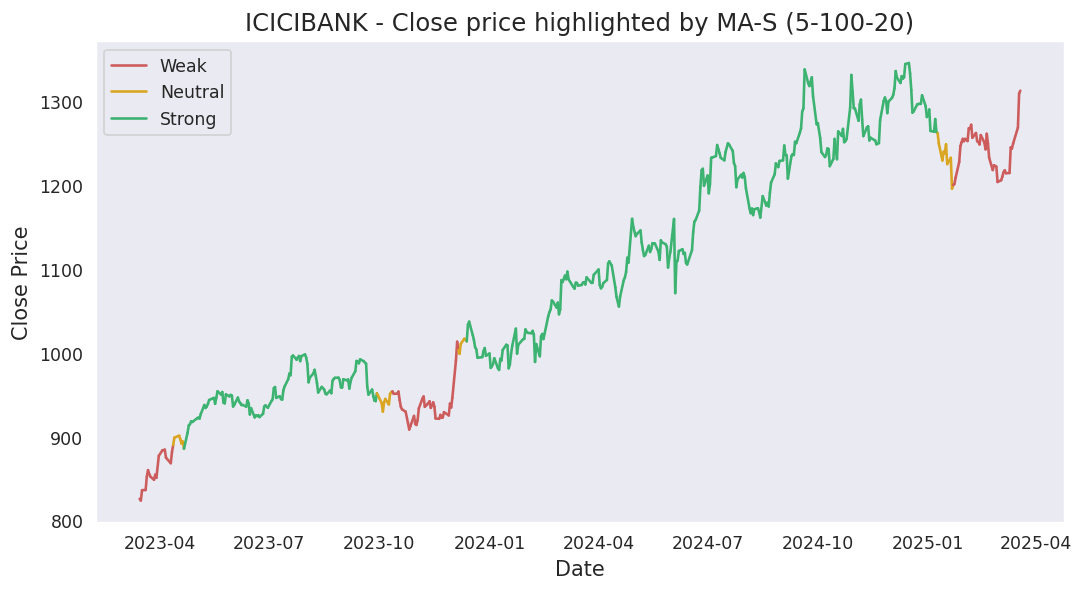 ICICIBANK - Close price highlighted by MA-S (5-100-20)
Weak
Neutral
Strong
Close Price
1300
1200
1100
1000
900
800
2023-04 2023-07 2023-10 2024-01 2024-04 2024-07 2024-10 2025-01 2025-04
Date